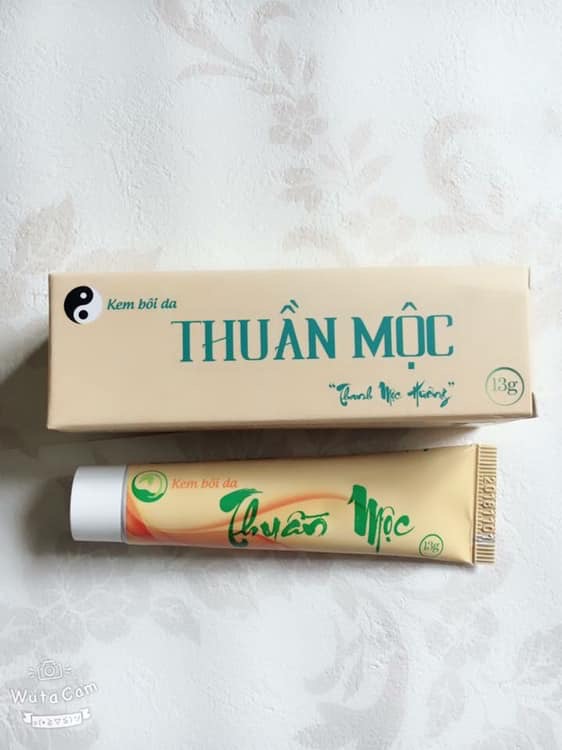 Kem bôi da
THUẦN MỘC
"Thanh Mộc Hương"
13g
Kem bôi da
Thuần Mộc
13g
WutaCam